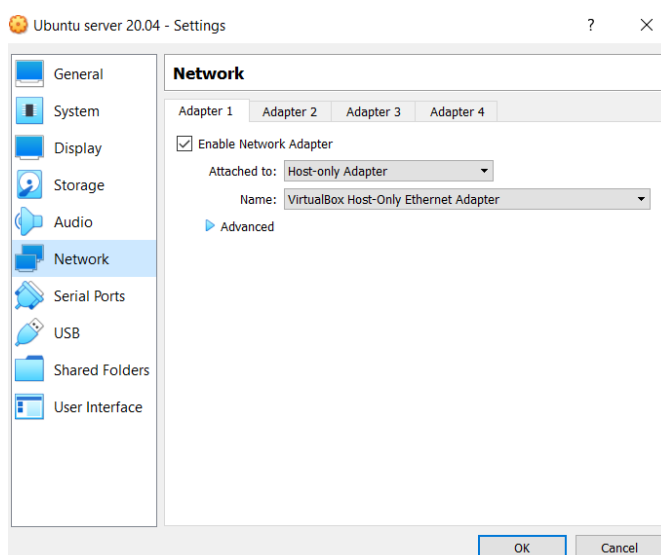 Ubuntu server 20.04 - Settings
?
General
System
Display
Storage
Audio
Network
Serial Ports
USB
Shared Folders
User Interface
Network
Adapter 1 Adapter 2 Adapter 3 Adapter 4
Enable Network Adapter
Attached to: Host-only Adapter
Name: VirtualBox Host-Only Ethernet Adapter
Advanced
OK Cancel